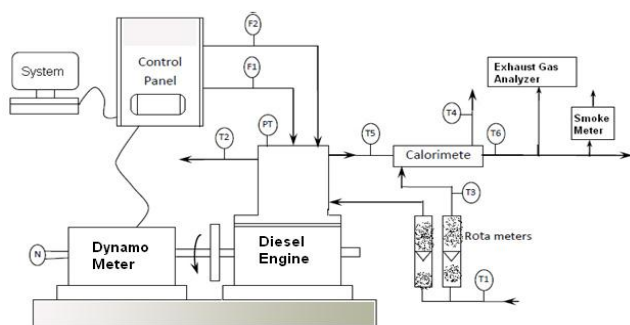 F2
Control
Panel
F1
System
Exhaust Gas
Analyzer
T4
Smoke
Meter
T2
PT
T5
Calorimete
T6
T3
Rota meters
N
Dynamo
Meter
Diesel
Engine
T1